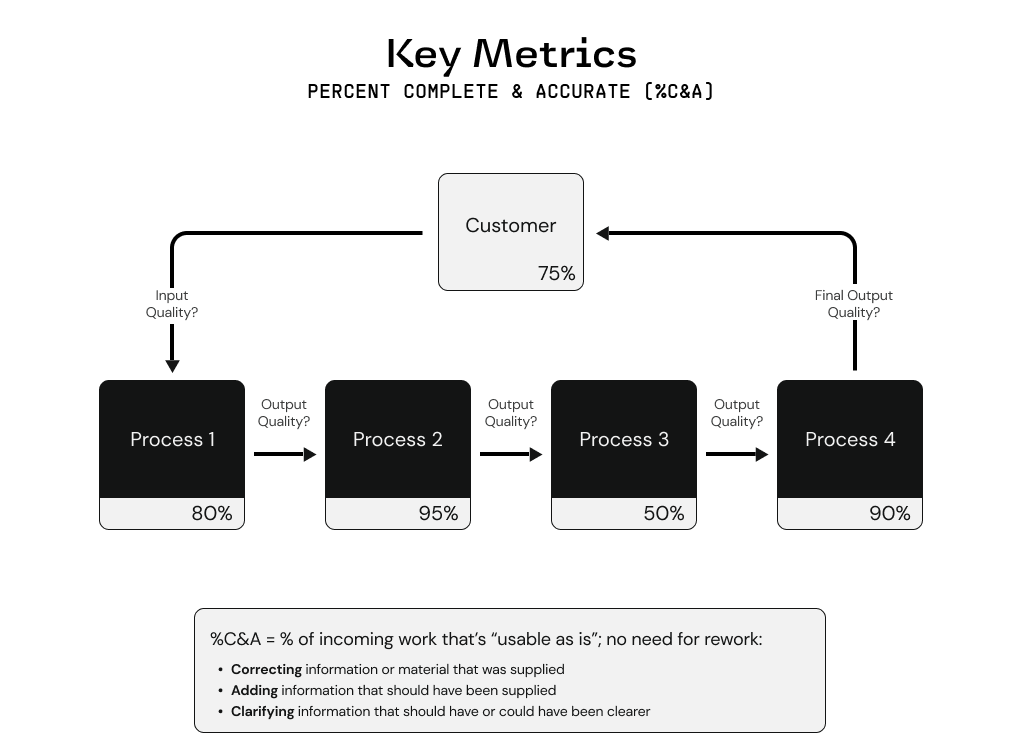 Key Metrics
PERCENT COMPLETE & ACCURATE (%C&A)
Customer
75%
Input
Quality?
Final Output
Quality?
Process 1
80%
Output
Quality?
Process 2
95%
Output
Quality?
Process 3
50%
Output
Quality?
Process 4
90%
%C&A = % of incoming work that’s “usable as is”; no need for rework:
• Correcting information or material that was supplied
• Adding information that should have been supplied
• Clarifying information that should have or could have been clearer